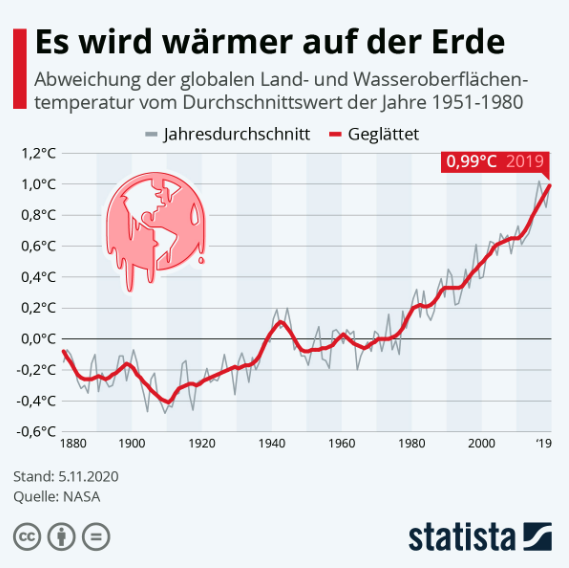 Es wird wärmer auf der Erde
Abweichung der globalen Land- und Wasseroberflächen-
temperatur vom Durchschnittswert der Jahre 1951-1980
Jahresdurchschnitt Geglättet
1,2°C
0,99°C 2019
1,0°C
0,8°C
0,6°C
0,4°C
0,2°C
0,0°C
-0,2°C
-0,4°C
-0,6°C
1880 1900 1920 1940 1960 1980 2000 '19
Stand: 5.11.2020
Quelle: NASA
cc
statista